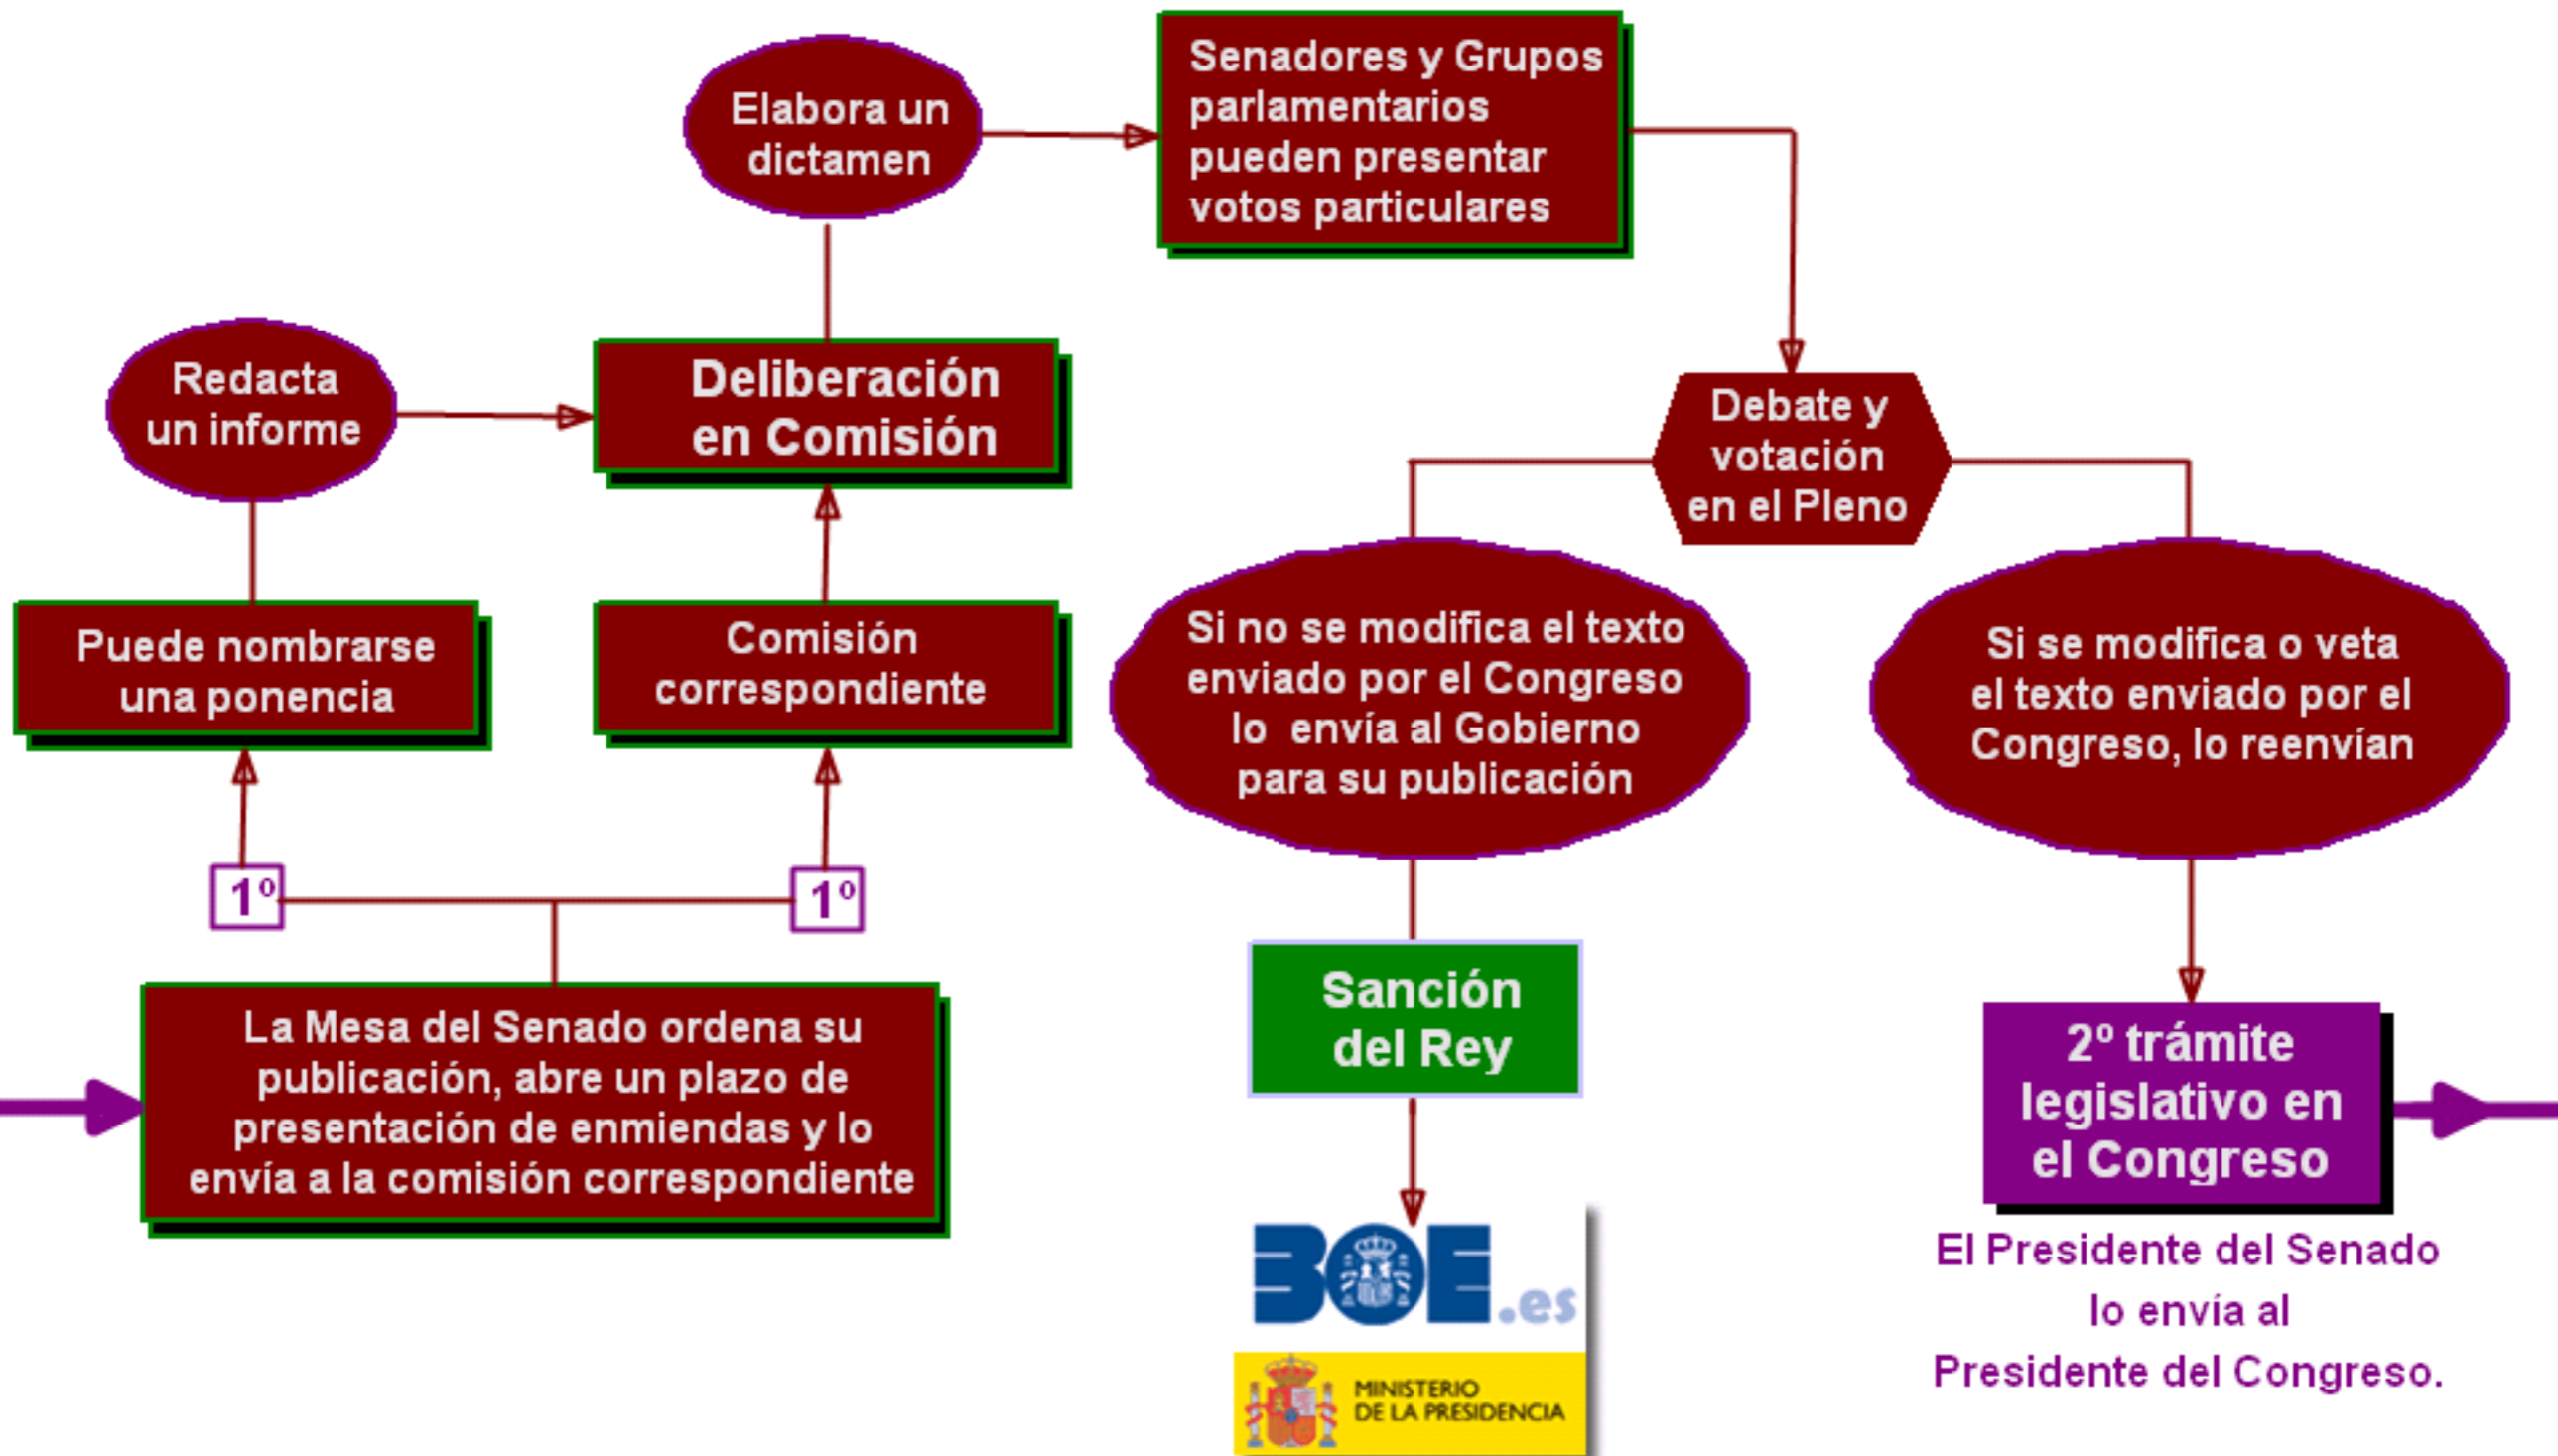 Elabora un
dictamen
Senadores y Grupos
parlamentarios
pueden presentar
votos particulares
Redacta
un informe
Deliberación
en Comisión
Debate y
votación
en el Pleno
Puede nombrarse
una ponencia
Comisión
correspondiente
Si no se modifica el texto
enviado por el Congreso
lo  envía al Gobierno
para su publicación
Si se modifica o veta
el texto enviado por el
Congreso, lo reenvían
1º
1º
La Mesa del Senado ordena su
publicación, abre un plazo de
presentación de enmiendas y lo
envía a la comisión correspondiente
Sanción
del Rey
2º trámite
legislativo en
el Congreso
BOE.es
MINISTERIO
DE LA PRESIDENCIA
El Presidente del Senado
lo envía al
Presidente del Congreso.